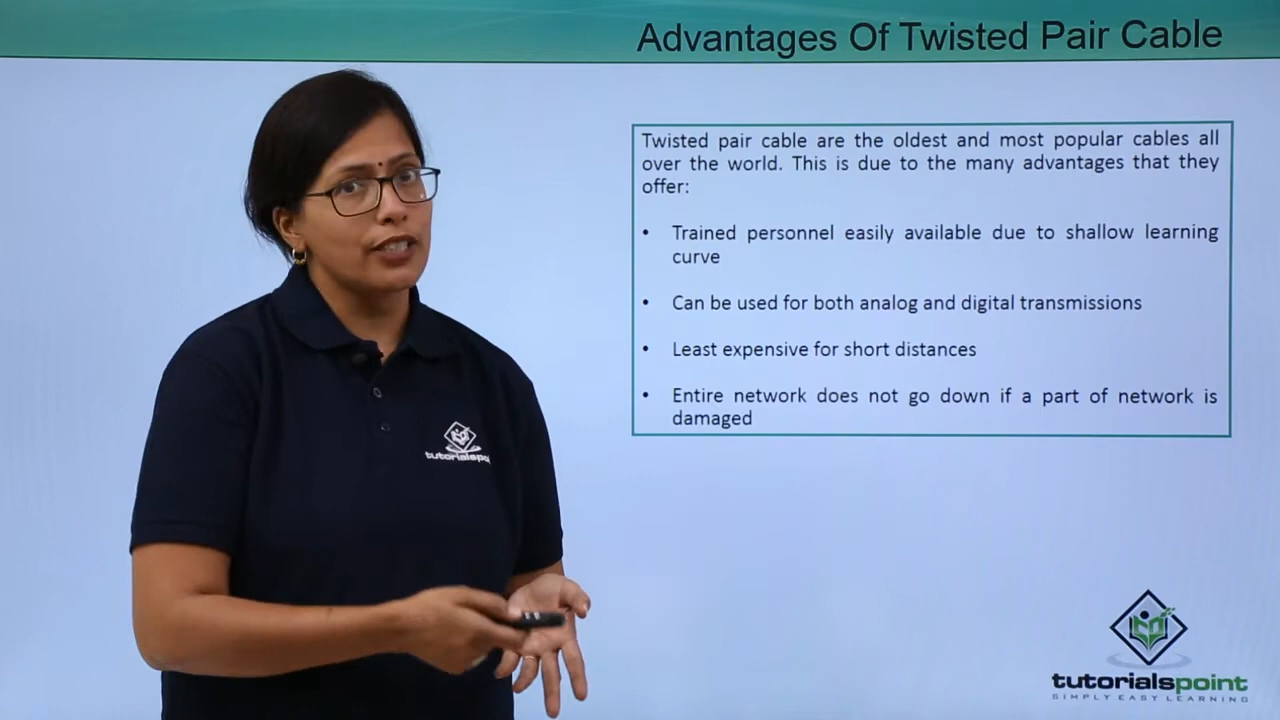 Advantages Of Twisted Pair Cable
Twisted pair cable are the oldest and most popular cables all
over the world. This is due to the many advantages that they
offer:
• Trained personnel easily available due to shallow learning
curve
• Can be used for both analog and digital transmissions
• Least expensive for short distances
• Entire network does not go down if a part of network is
damaged
tutorialspoi
tutorialspoint
SIMPLY EASY LEARNING